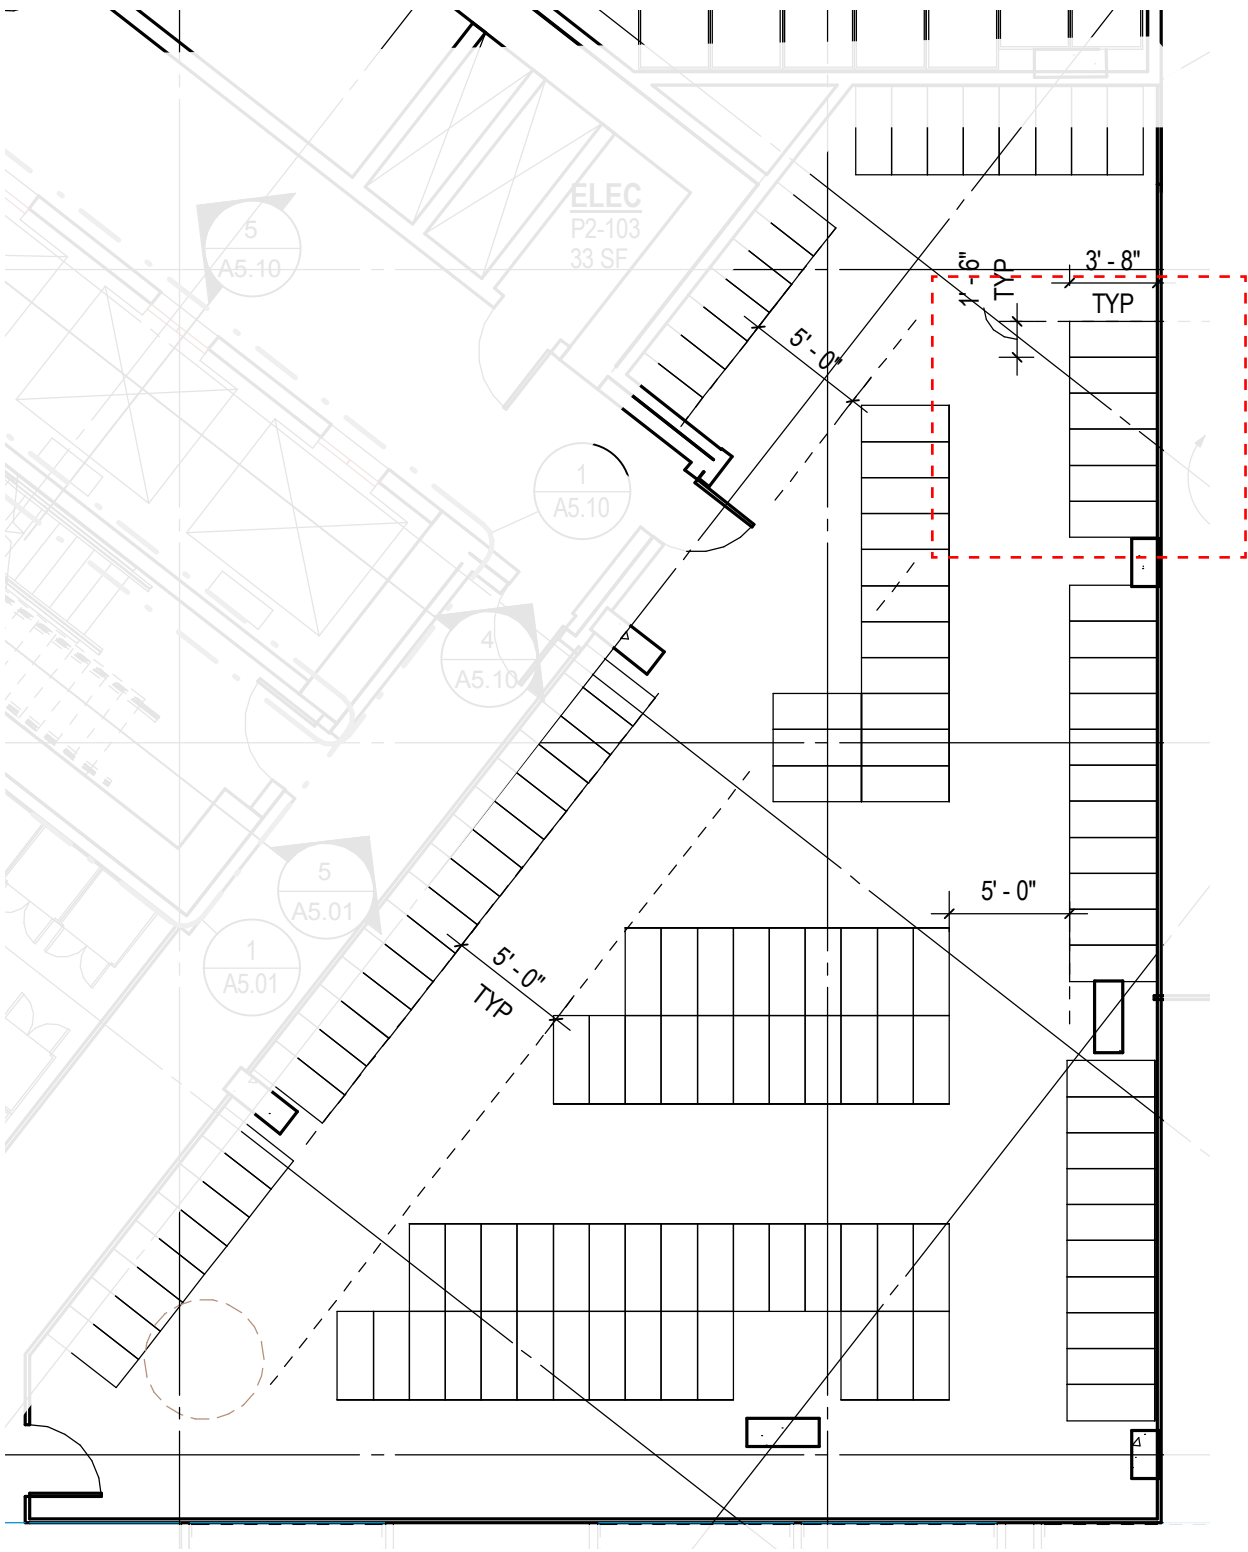 ELEC
P2-103
33 SF
5
A5.10
1' - 6"
TYP
3' - 8"
TYP
5' - 0"
1
A5.10
4
A5.10
5
A5.01
5' - 0"
1
A5.01
5' - 0"
TYP